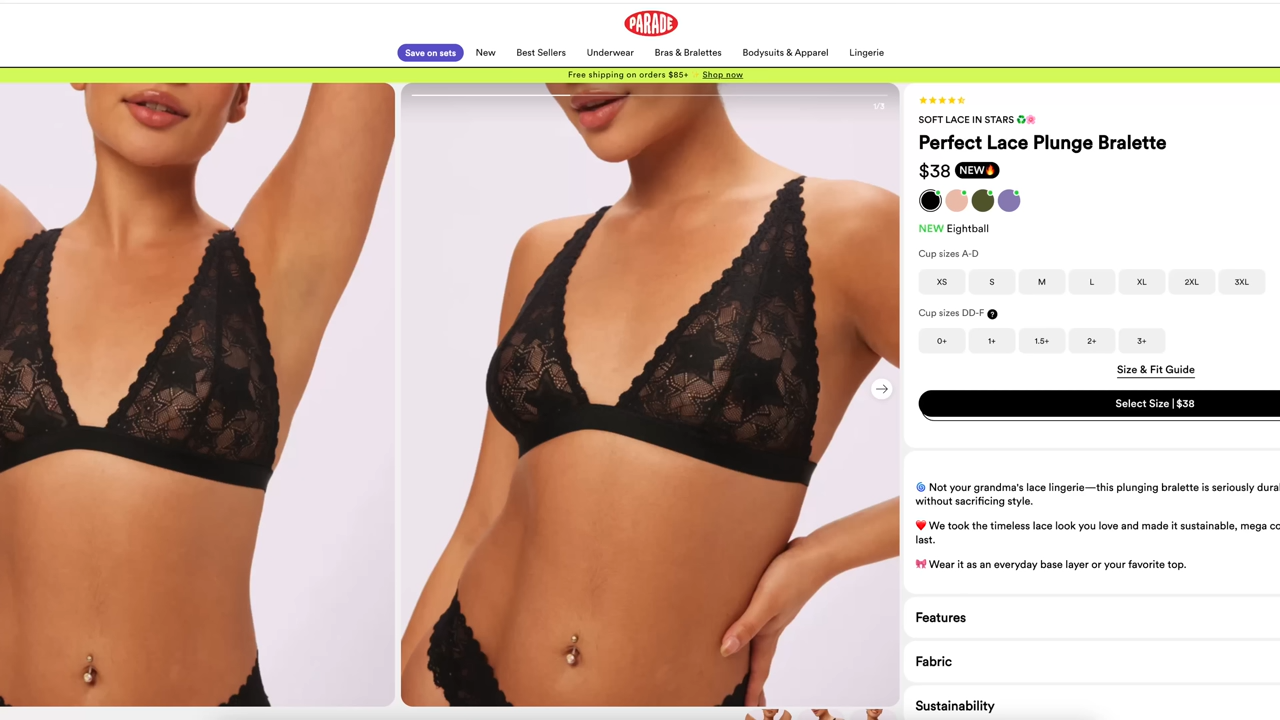 PARADE
Save on sets
New
Best Sellers
Underwear
Bras & Bralettes
Bodysuits & Apparel
Lingerie
Free shipping on orders $85+ Shop now
1/3
SOFT LACE IN STARS ♻️🌸
Perfect Lace Plunge Bralette
$38 NEW🔥
NEW Eightball
Cup sizes A-D
XS S M L XL 2XL 3XL
Cup sizes DD-F ?
0+ 1+ 1.5+ 2+ 3+
Size & Fit Guide
Select Size | $38
🌀 Not your grandma's lace lingerie—this plunging bralette is seriously
without sacrificing style.
❤️ We took the timeless lace look you love and made it sustainable, mega
last.
🎀 Wear it as an everyday base layer or your favorite top.
Features
Fabric
Sustainability